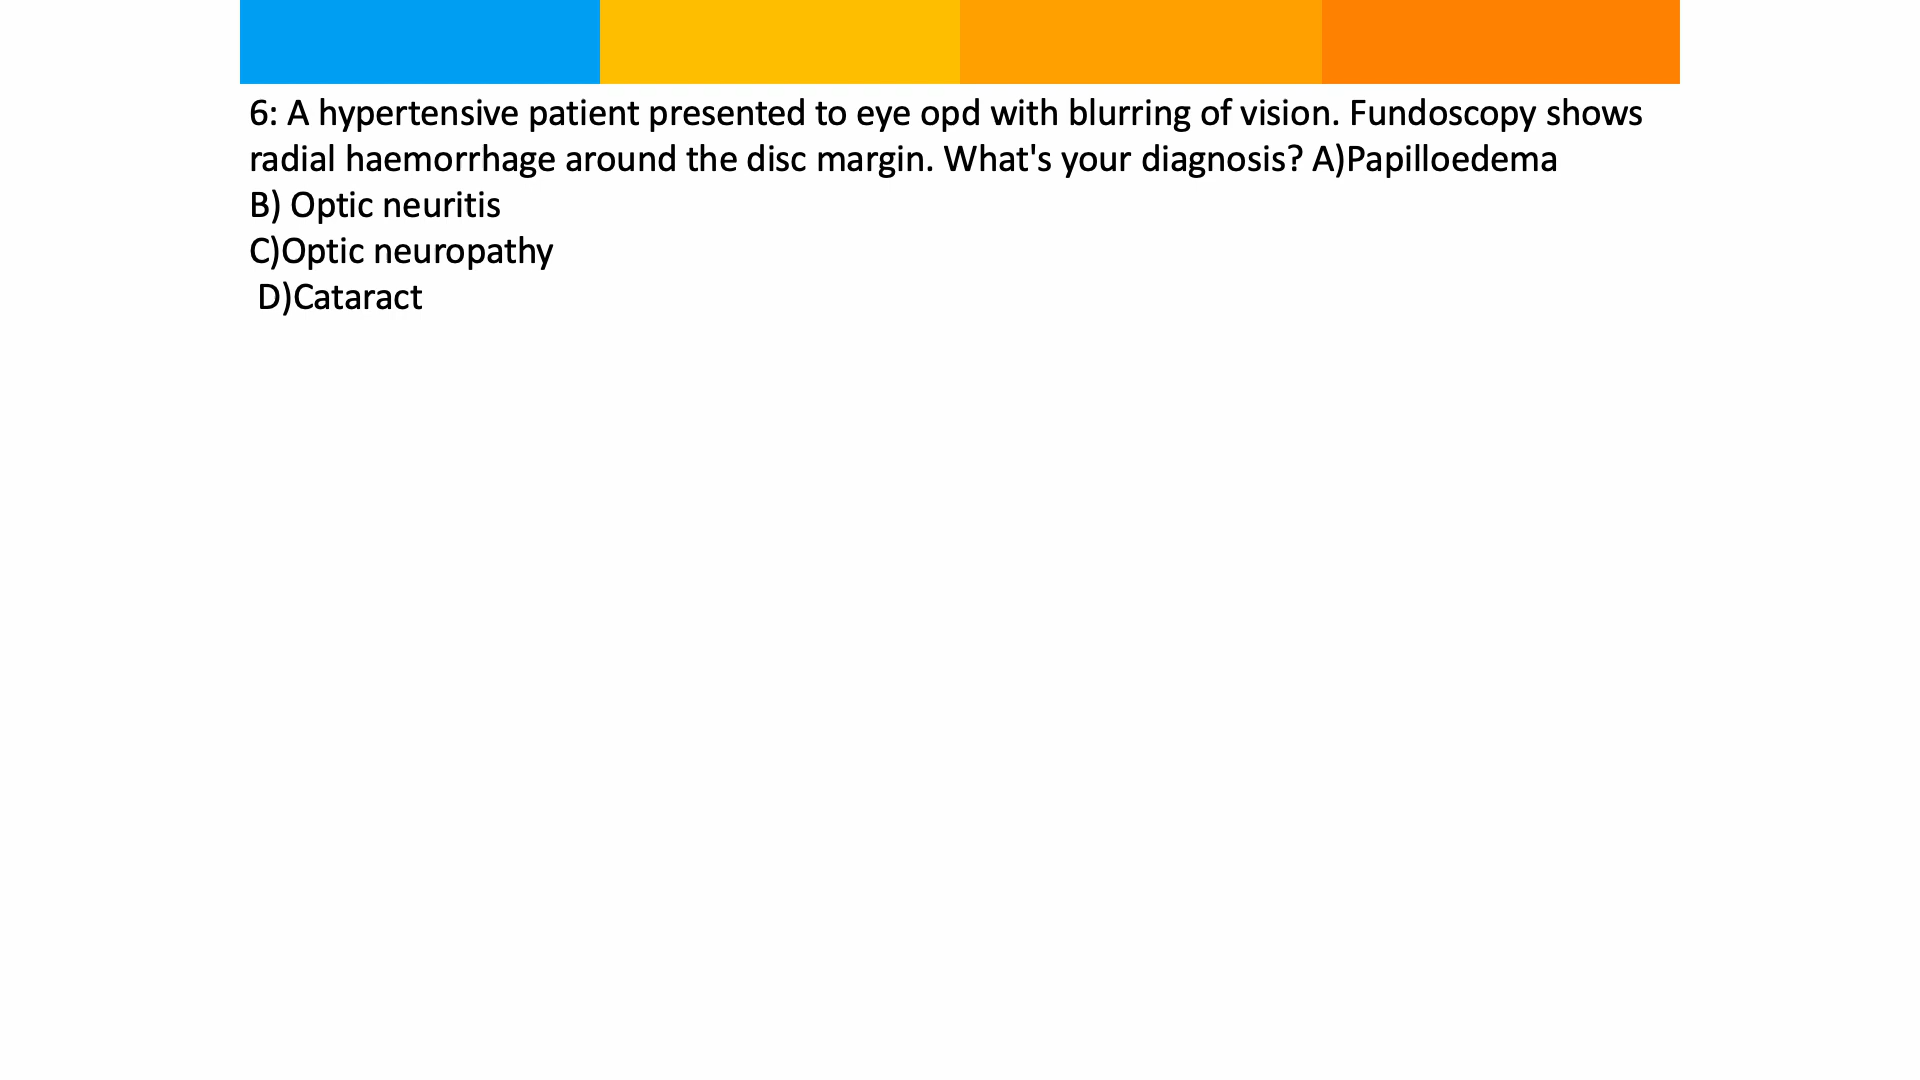 6: A hypertensive patient presented to eye opd with blurring of vision. Fundoscopy shows
radial haemorrhage around the disc margin. What's your diagnosis? A)Papilloedema
B) Optic neuritis
C)Optic neuropathy
D)Cataract